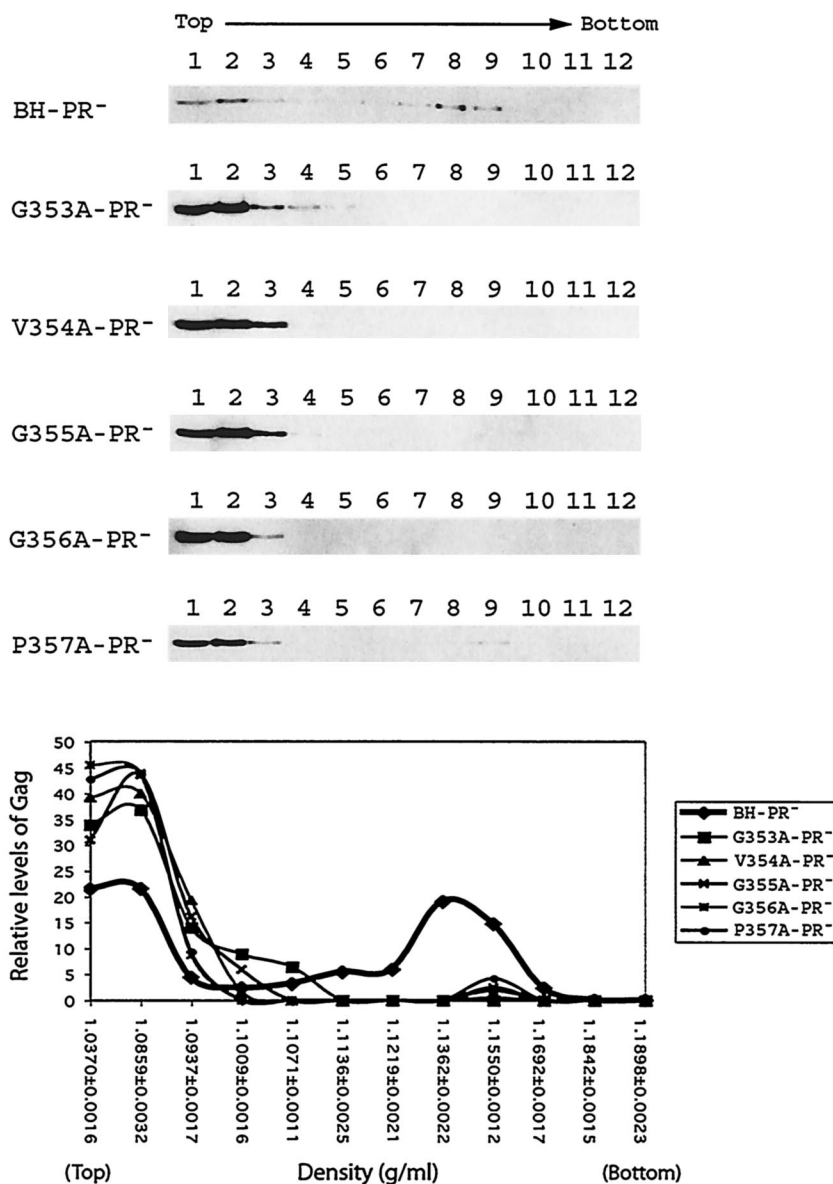 Top Bottom
1 2 3 4 5 6 7 8 9 10 11 12
BH-PR⁻
1 2 3 4 5 6 7 8 9 10 11 12
G353A-PR⁻
1 2 3 4 5 6 7 8 9 10 11 12
V354A-PR⁻
1 2 3 4 5 6 7 8 9 10 11 12
G355A-PR⁻
1 2 3 4 5 6 7 8 9 10 11 12
G356A-PR⁻
1 2 3 4 5 6 7 8 9 10 11 12
P357A-PR⁻
Relative levels of Gag
50
45
40
35
30
25
20
15
10
5
0
1.0370±0.0016
1.0859±0.0032
1.0937±0.0017
1.1009±0.0016
1.1071±0.0011
1.1136±0.0025
1.1219±0.0021
1.1362±0.0022
1.1550±0.0012
1.1692±0.0017
1.1842±0.0015
1.1898±0.0023
(Top) Density (g/ml) (Bottom)
BH-PR⁻
G353A-PR⁻
V354A-PR⁻
G355A-PR⁻
G356A-PR⁻
P357A-PR⁻